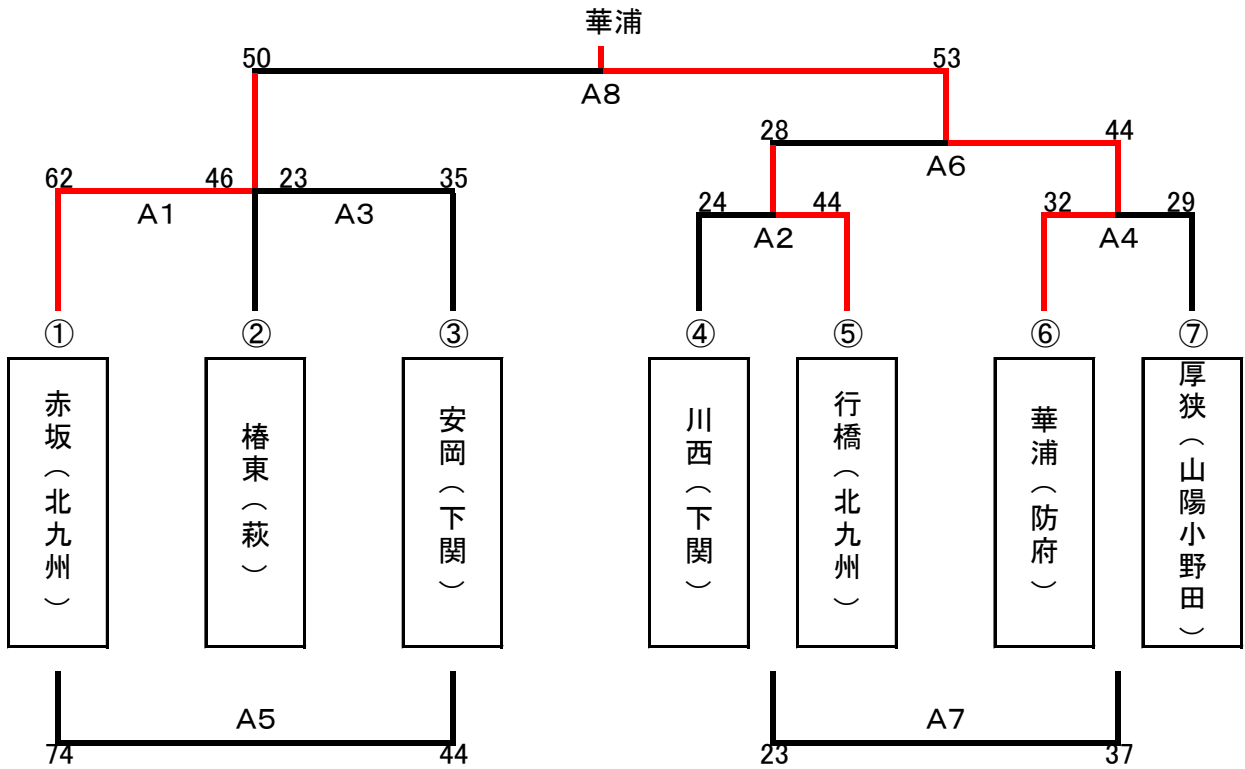 華浦
50 53
A8
28 44
A6
62 46 23 35
A1 A3
24 44 32 29
A2 A4
① ② ③ ④ ⑤ ⑥ ⑦
赤坂（北九州）
椿東（萩）
安岡（下関）
川西（下関）
行橋（北九州）
華浦（防府）
厚狭（山陽小野田）
A5 A7
74 44 23 37